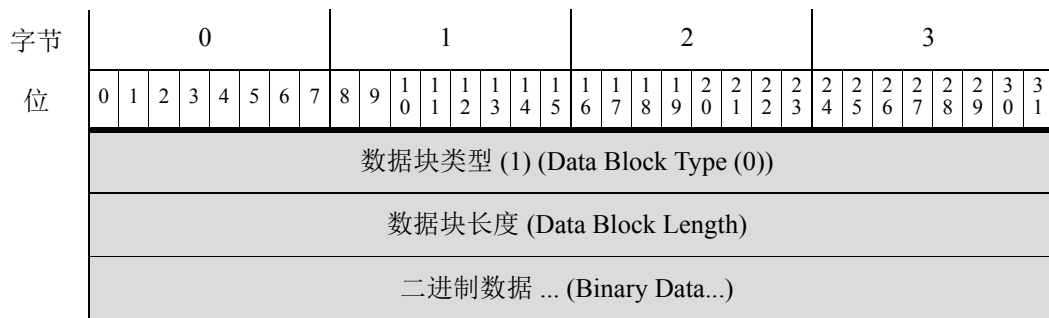 字节 0 1 2 3
位 0 1 2 3 4 5 6 7 8 9 10 11 12 13 14 15 16 17 18 19 20 21 22 23 24 25 26 27 28 29 30 31
数据块类型 (1) (Data Block Type (0))
数据块长度 (Data Block Length)
二进制数据 ... (Binary Data...)